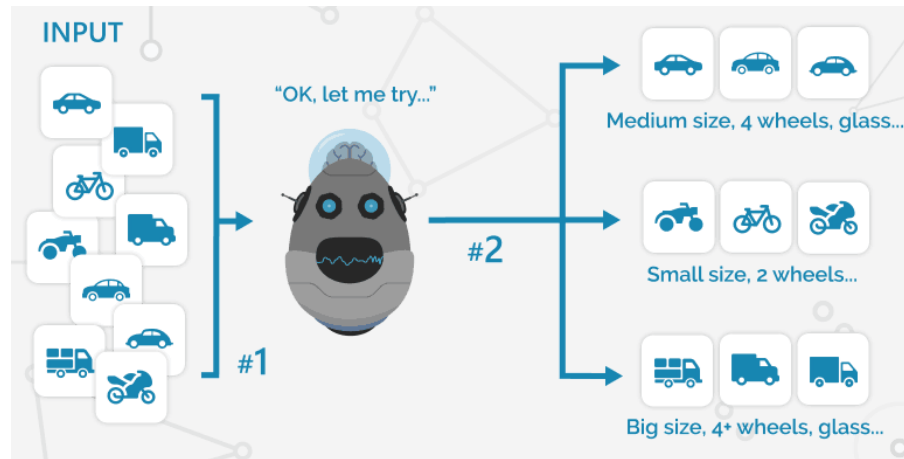 INPUT
“OK, let me try...”
Medium size, 4 wheels, glass...
#2
Small size, 2 wheels...
#1
Big size, 4+ wheels, glass...